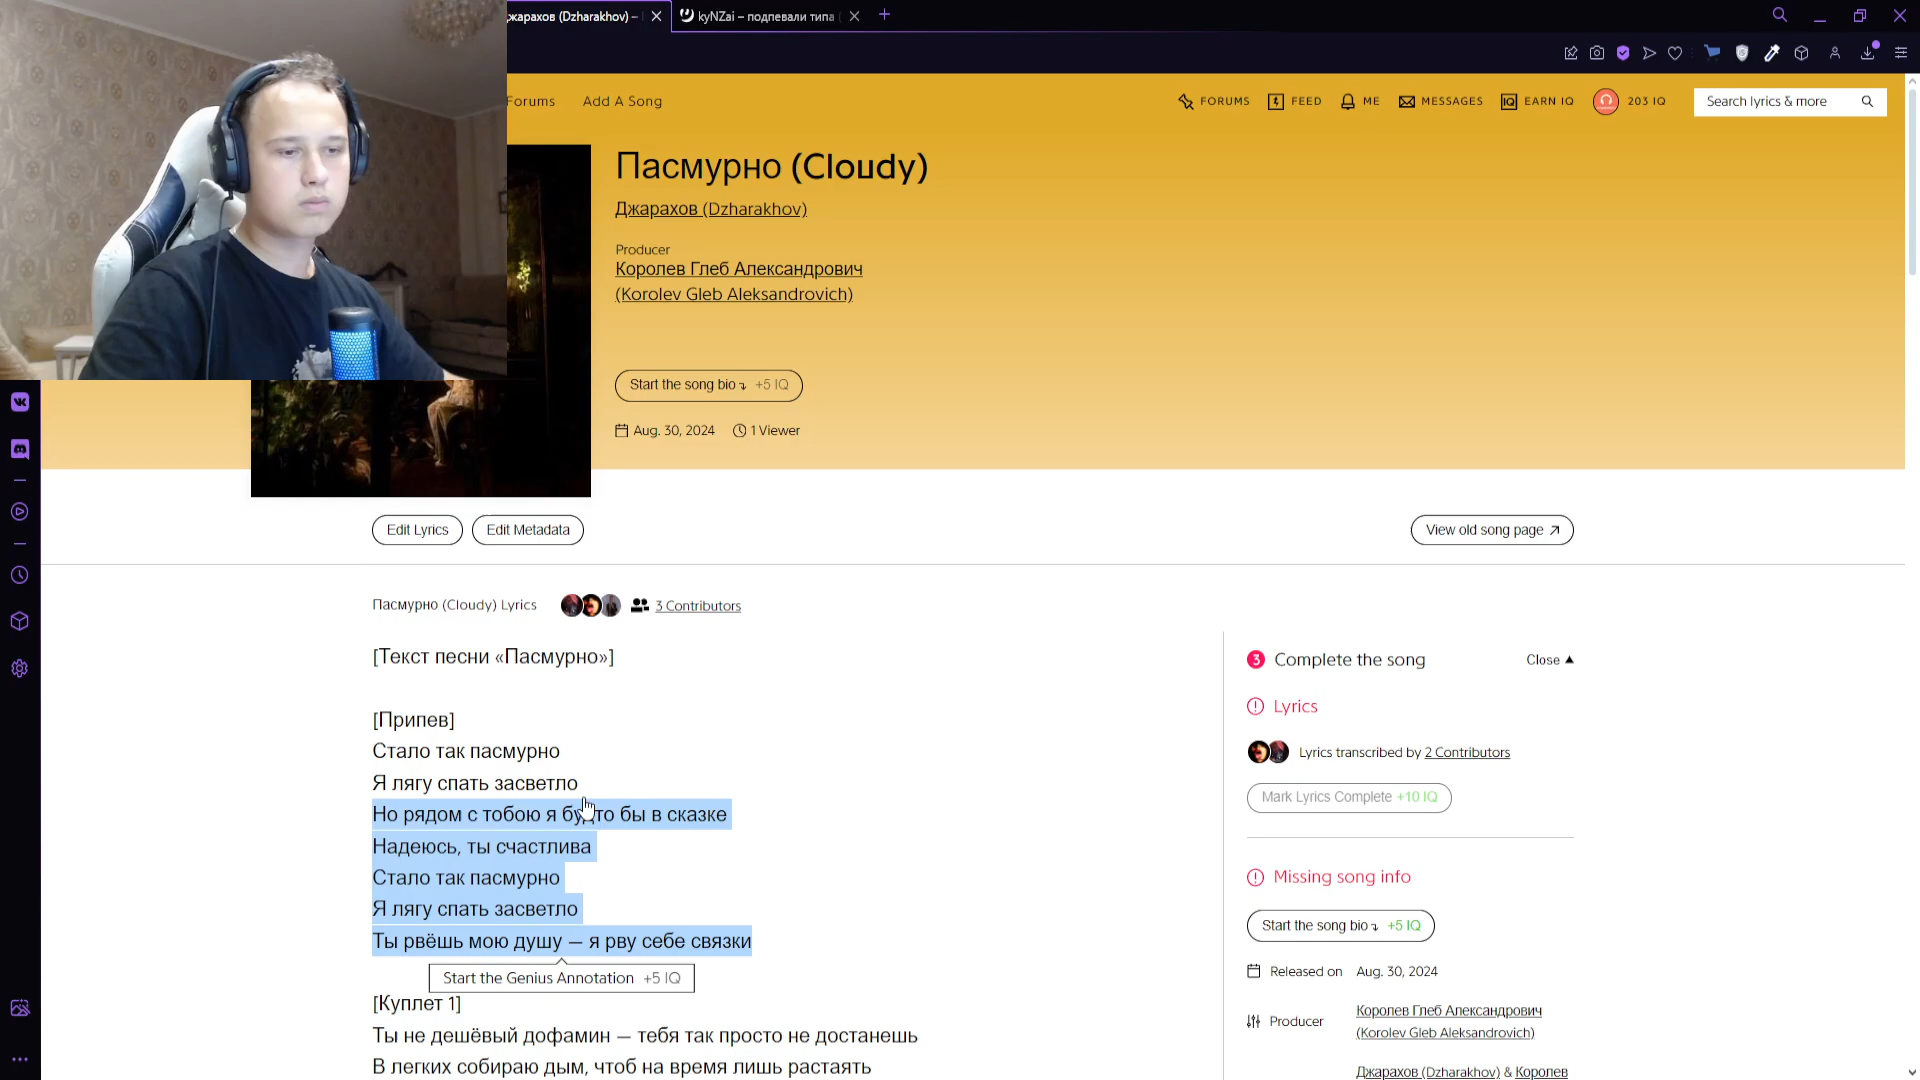 жарахов (Dzharakhov) –
kyNZai – подпевали типа
Forums
Add A Song
FORUMS
FEED
ME
MESSAGES
IQ
EARN IQ
203 IQ
Search lyrics & more
Пасмурно (Cloudy)
Джарахов (Dzharakhov)
Producer
Королев Глеб Александрович
(Korolev Gleb Aleksandrovich)
Start the song bio +5 IQ
Aug. 30, 2024
1 Viewer
Edit Lyrics
Edit Metadata
View old song page
Пасмурно (Cloudy) Lyrics
3 Contributors
[Текст песни «Пасмурно»]
[Припев]
Стало так пасмурно
Я лягу спать засветло
Но рядом с тобою я будто бы в сказке
Надеюсь, ты счастлива
Стало так пасмурно
Я лягу спать засветло
Ты рвёшь мою душу — я рву себе связки
Start the Genius Annotation +5 IQ
[Куплет 1]
Ты не дешёвый дофамин — тебя так просто не достанешь
В легких собираю дым, чтоб на время лишь растаять
3 Complete the song
Close
Lyrics
Lyrics transcribed by 2 Contributors
Mark Lyrics Complete +10 IQ
Missing song info
Start the song bio +5 IQ
Released on Aug. 30, 2024
Producer
Королев Глеб Александрович
(Korolev Gleb Aleksandrovich)
Джарахов (Dzharakhov) & Королев